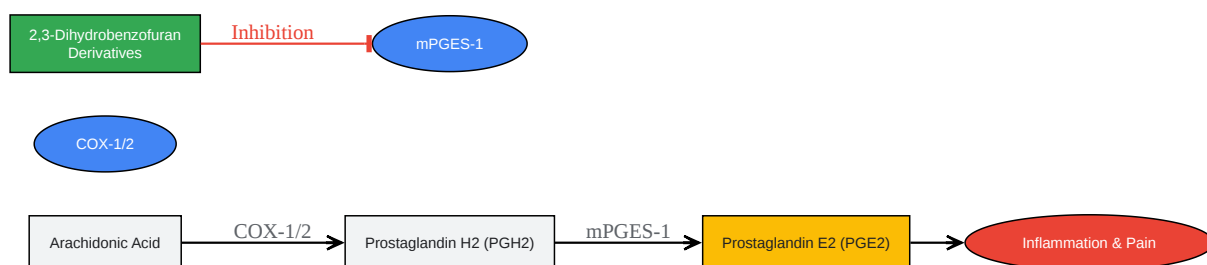 2,3-Dihydrobenzofuran
Derivatives
Inhibition
mPGES-1
COX-1/2
Arachidonic Acid
COX-1/2
Prostaglandin H2 (PGH2)
mPGES-1
Prostaglandin E2 (PGE2)
Inflammation & Pain